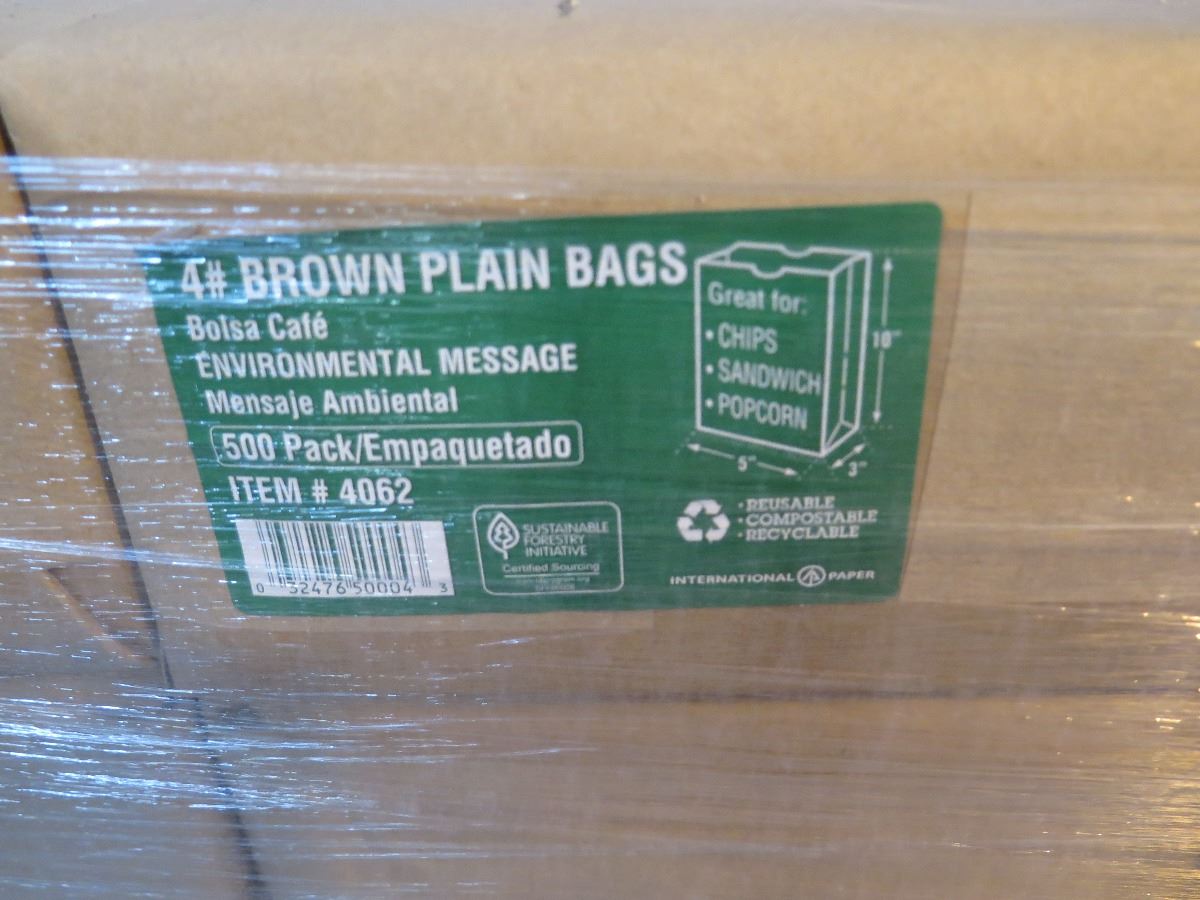 4# BROWN PLAIN BAGS
Bolsa Café
ENVIRONMENTAL MESSAGE
Mensaje Ambiental
500 Pack/Empaquetado
ITEM # 4062
0 32476 50004 3
SUSTAINABLE
FORESTRY
INITIATIVE
Certified Sourcing
Great for:
• CHIPS
• SANDWICH
• POPCORN
10"
5"
3"
• REUSABLE
• COMPOSTABLE
• RECYCLABLE
INTERNATIONAL PAPER